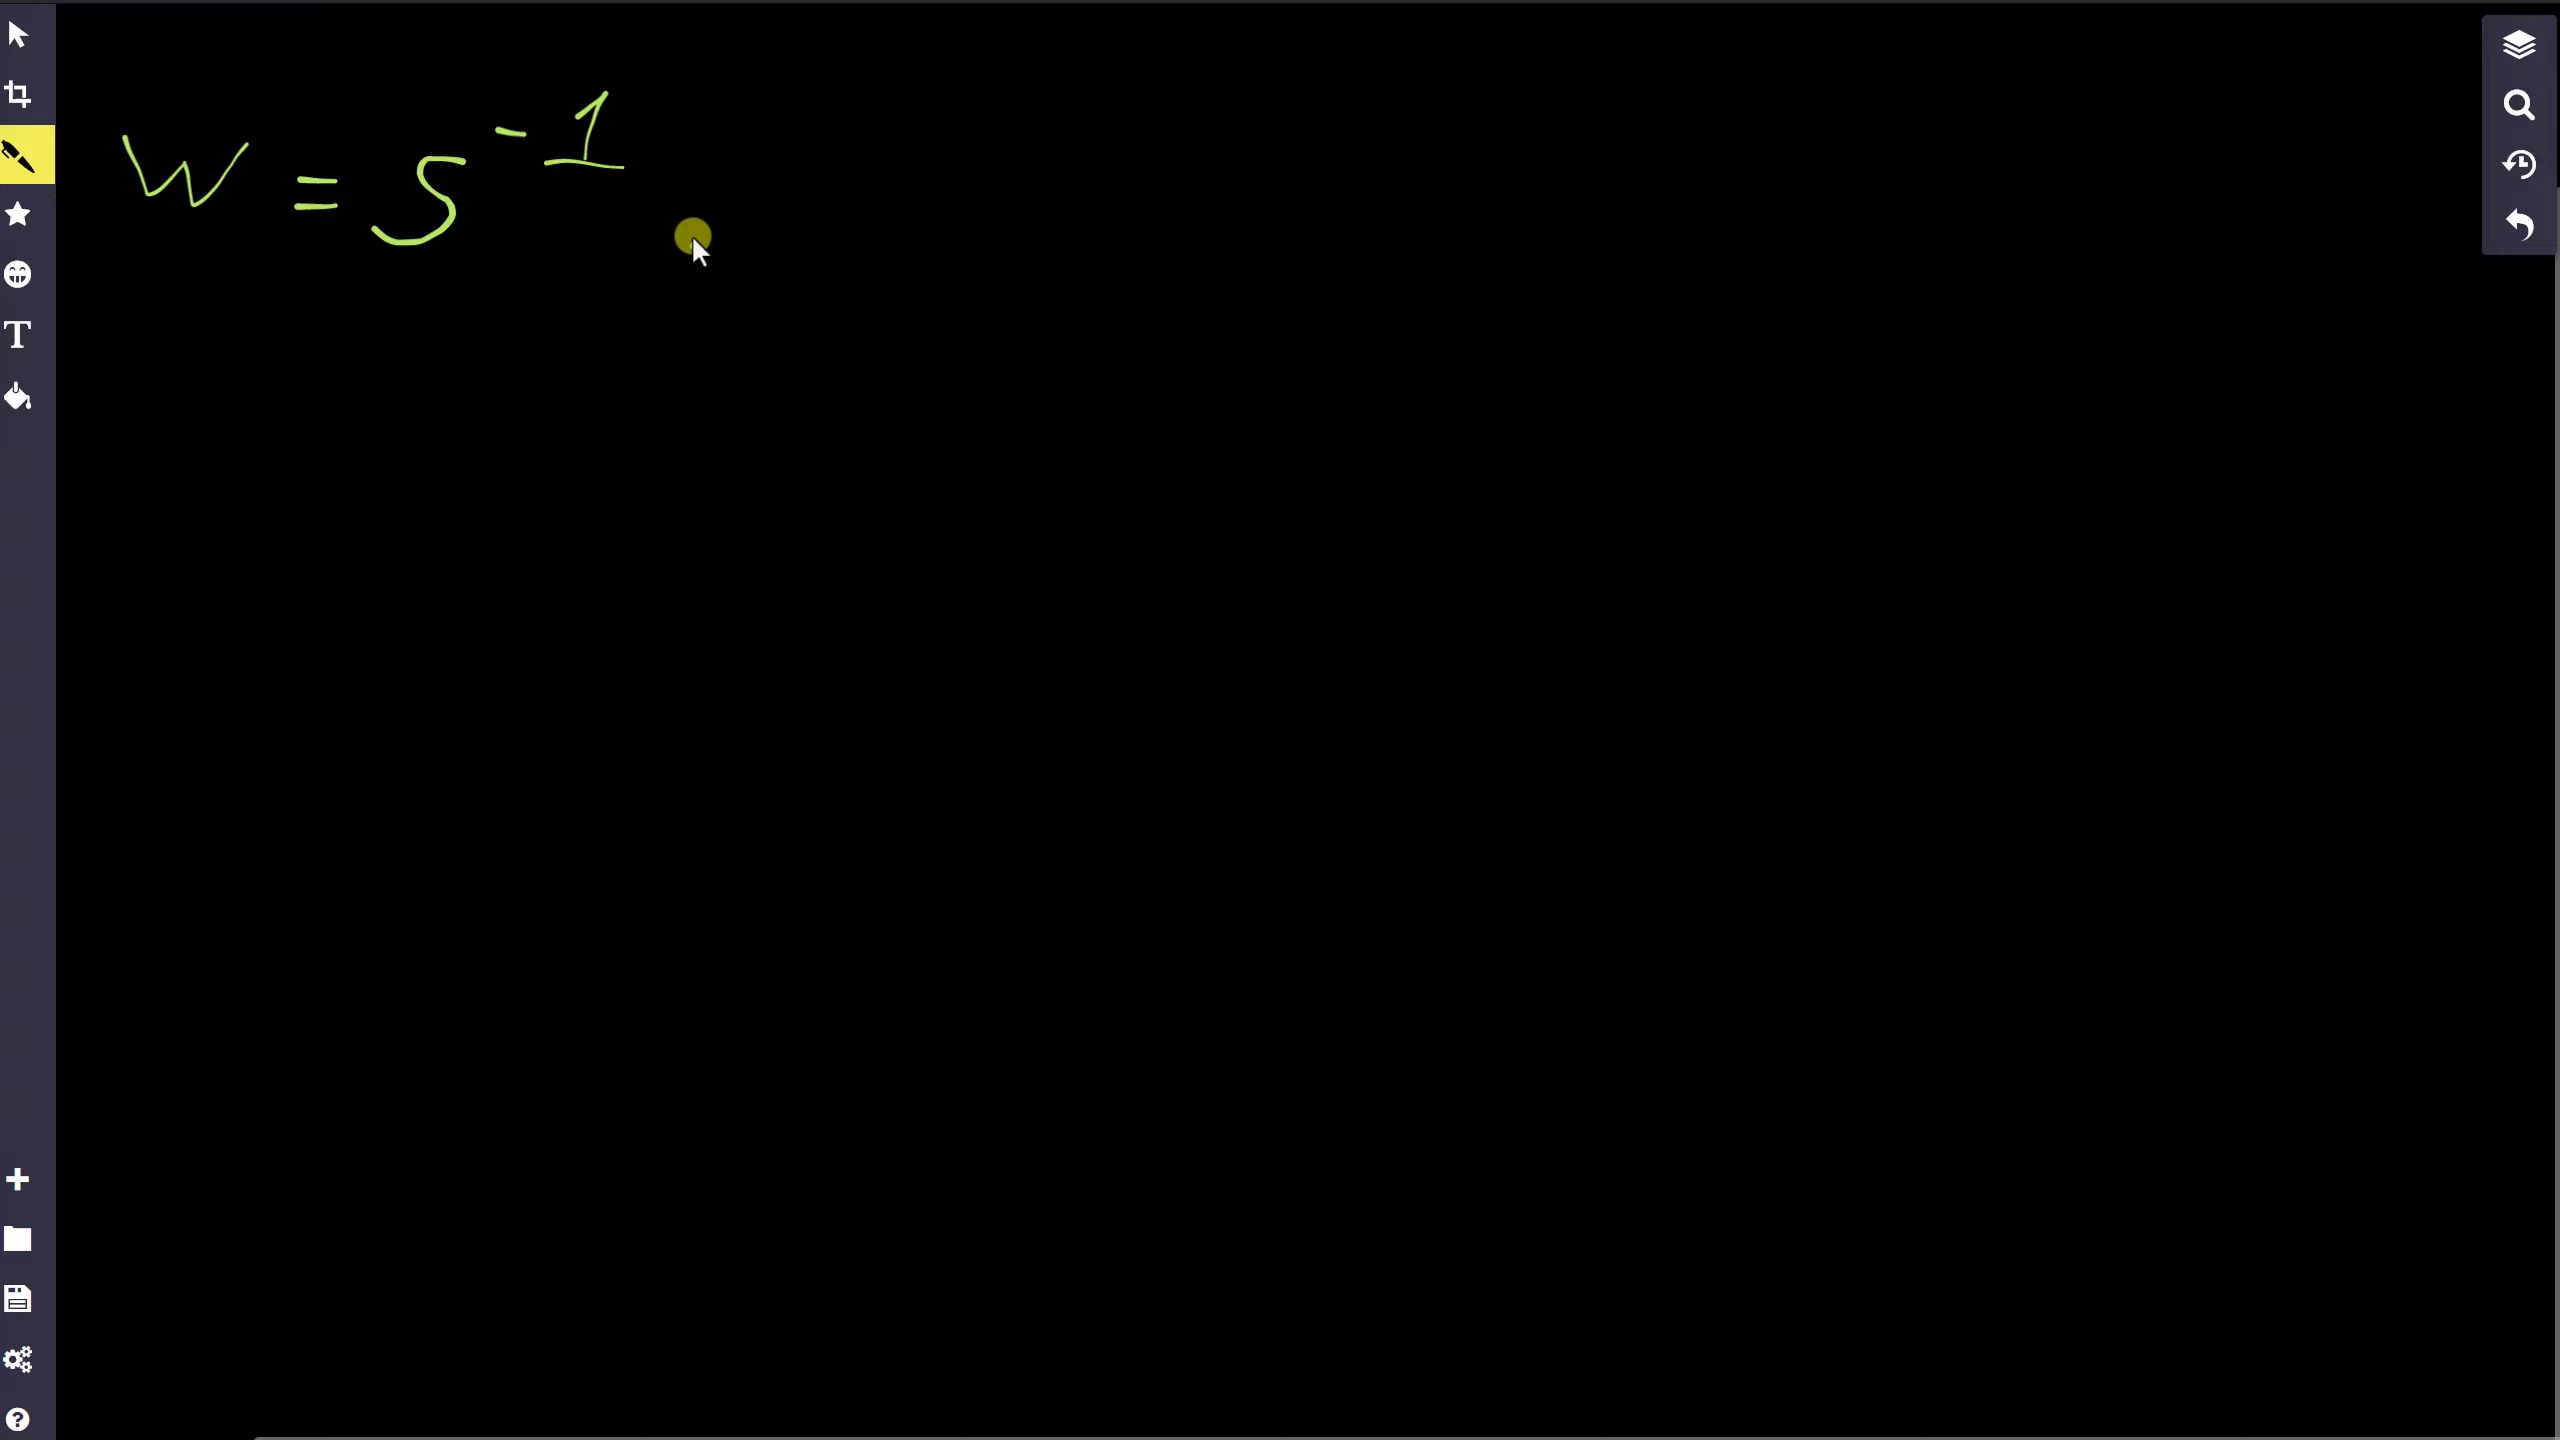 W = 5^-1/